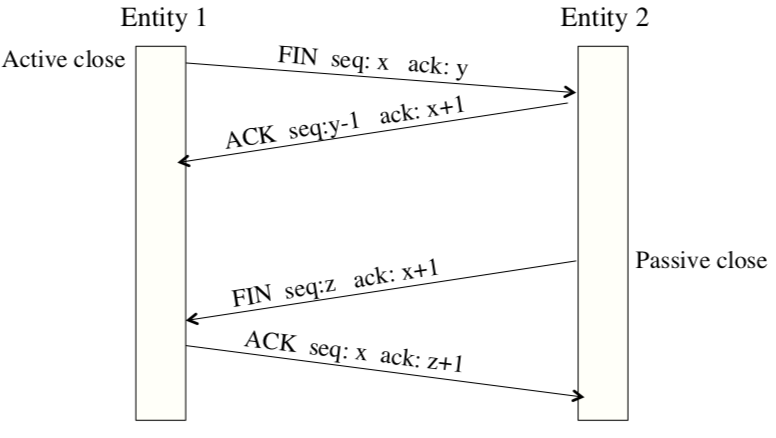 Entity 1
Entity 2
Active close
FIN seq: x ack: y
ACK seq:y-1 ack: x+1
Passive close
FIN seq:z ack: x+1
ACK seq: x ack: z+1